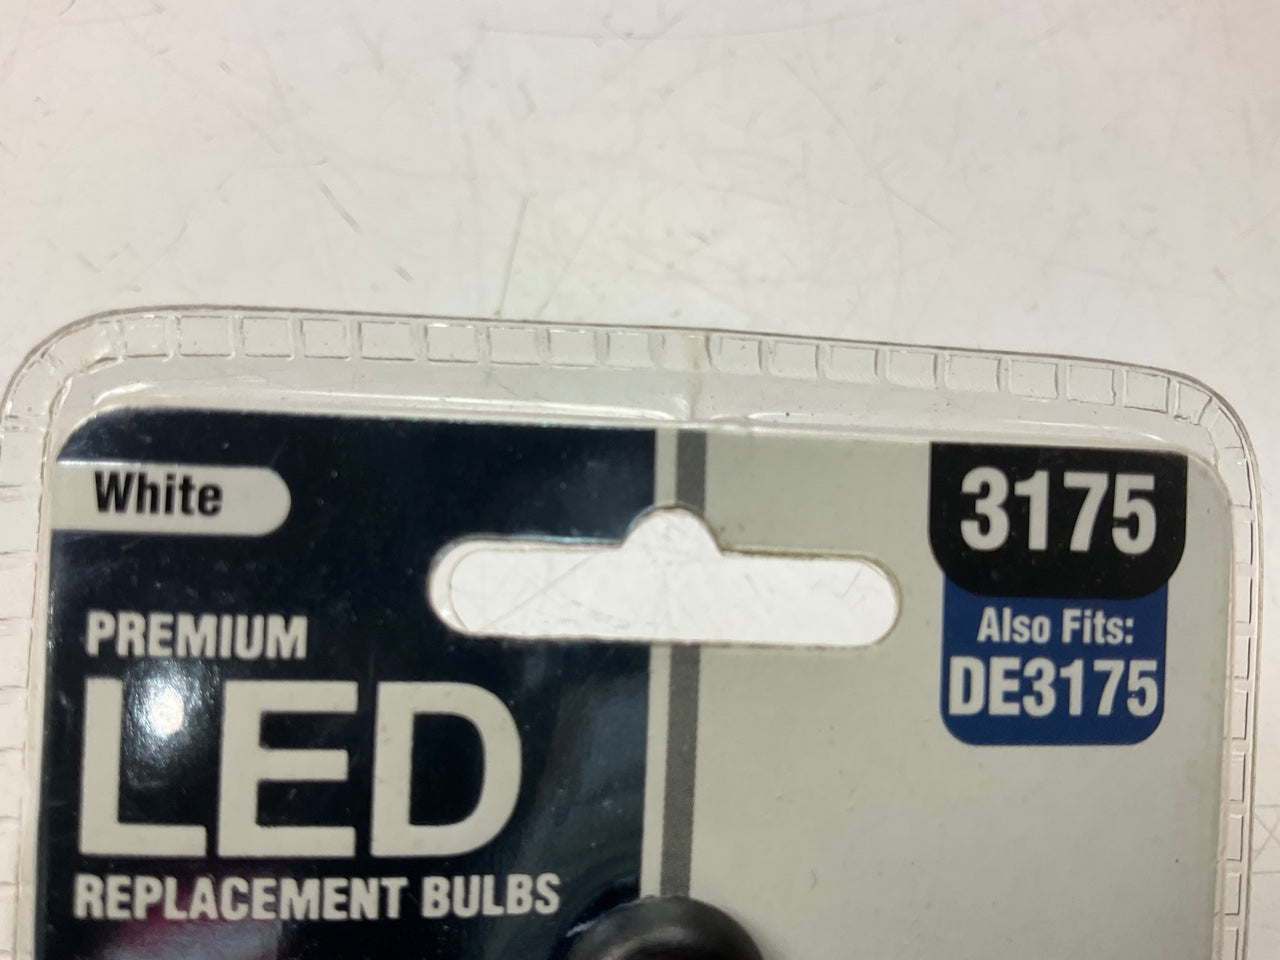 White
PREMIUM
LED
REPLACEMENT BULBS
3175
Also Fits:
DE3175